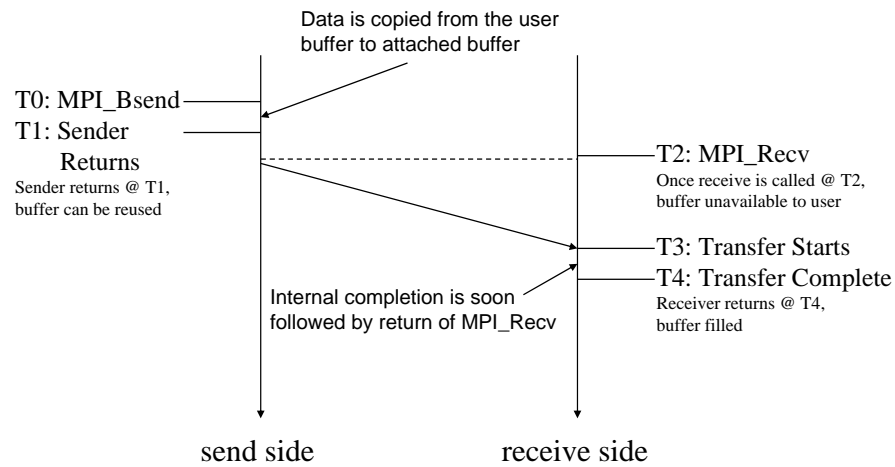 Data is copied from the user
buffer to attached buffer
T0: MPI_Bsend
T1: Sender
Returns
Sender returns @ T1,
buffer can be reused
T2: MPI_Recv
Once receive is called @ T2,
buffer unavailable to user
T3: Transfer Starts
T4: Transfer Complete
Receiver returns @ T4,
buffer filled
Internal completion is soon
followed by return of MPI_Recv
send side
receive side